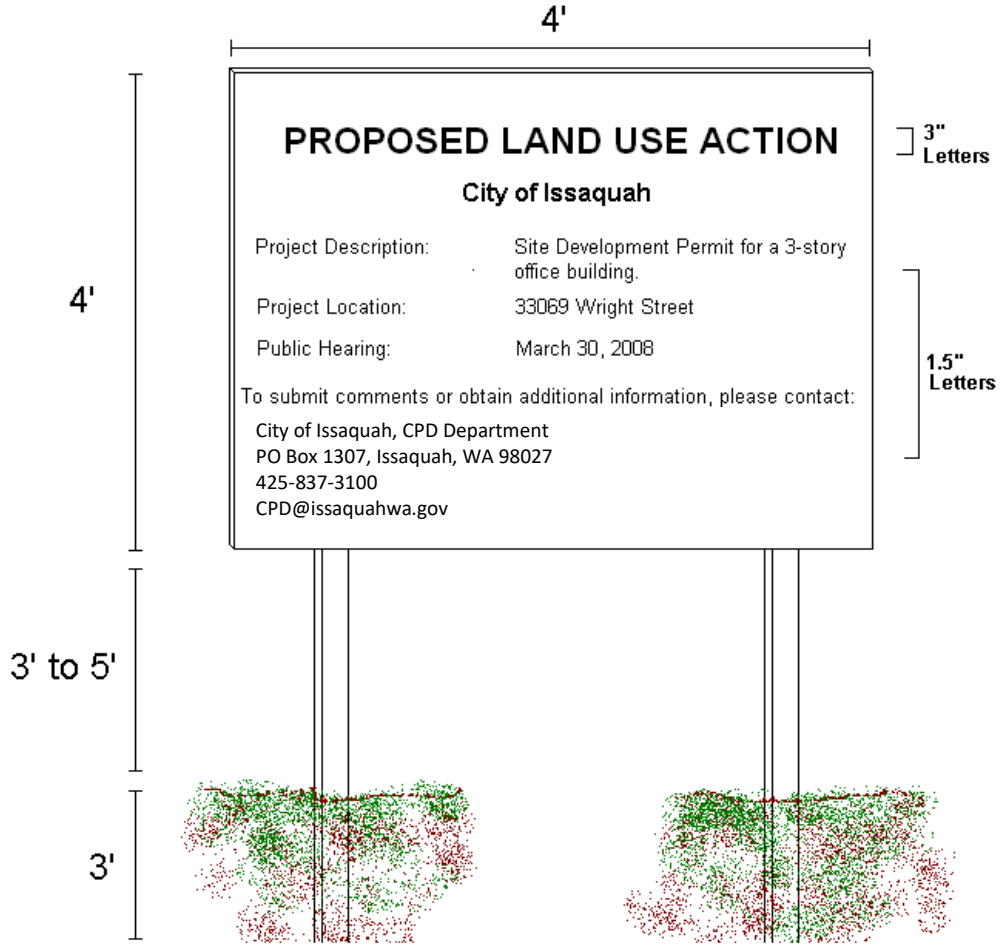 4'
PROPOSED LAND USE ACTION
3"
Letters
City of Issaquah
Project Description: Site Development Permit for a 3-story
office building.
4'
Project Location: 33069 Wright Street
Public Hearing: March 30, 2008
1.5"
Letters
To submit comments or obtain additional information, please contact:
City of Issaquah, CPD Department
PO Box 1307, Issaquah, WA 98027
425-837-3100
CPD@issaquahwa.gov
3' to 5'
3'